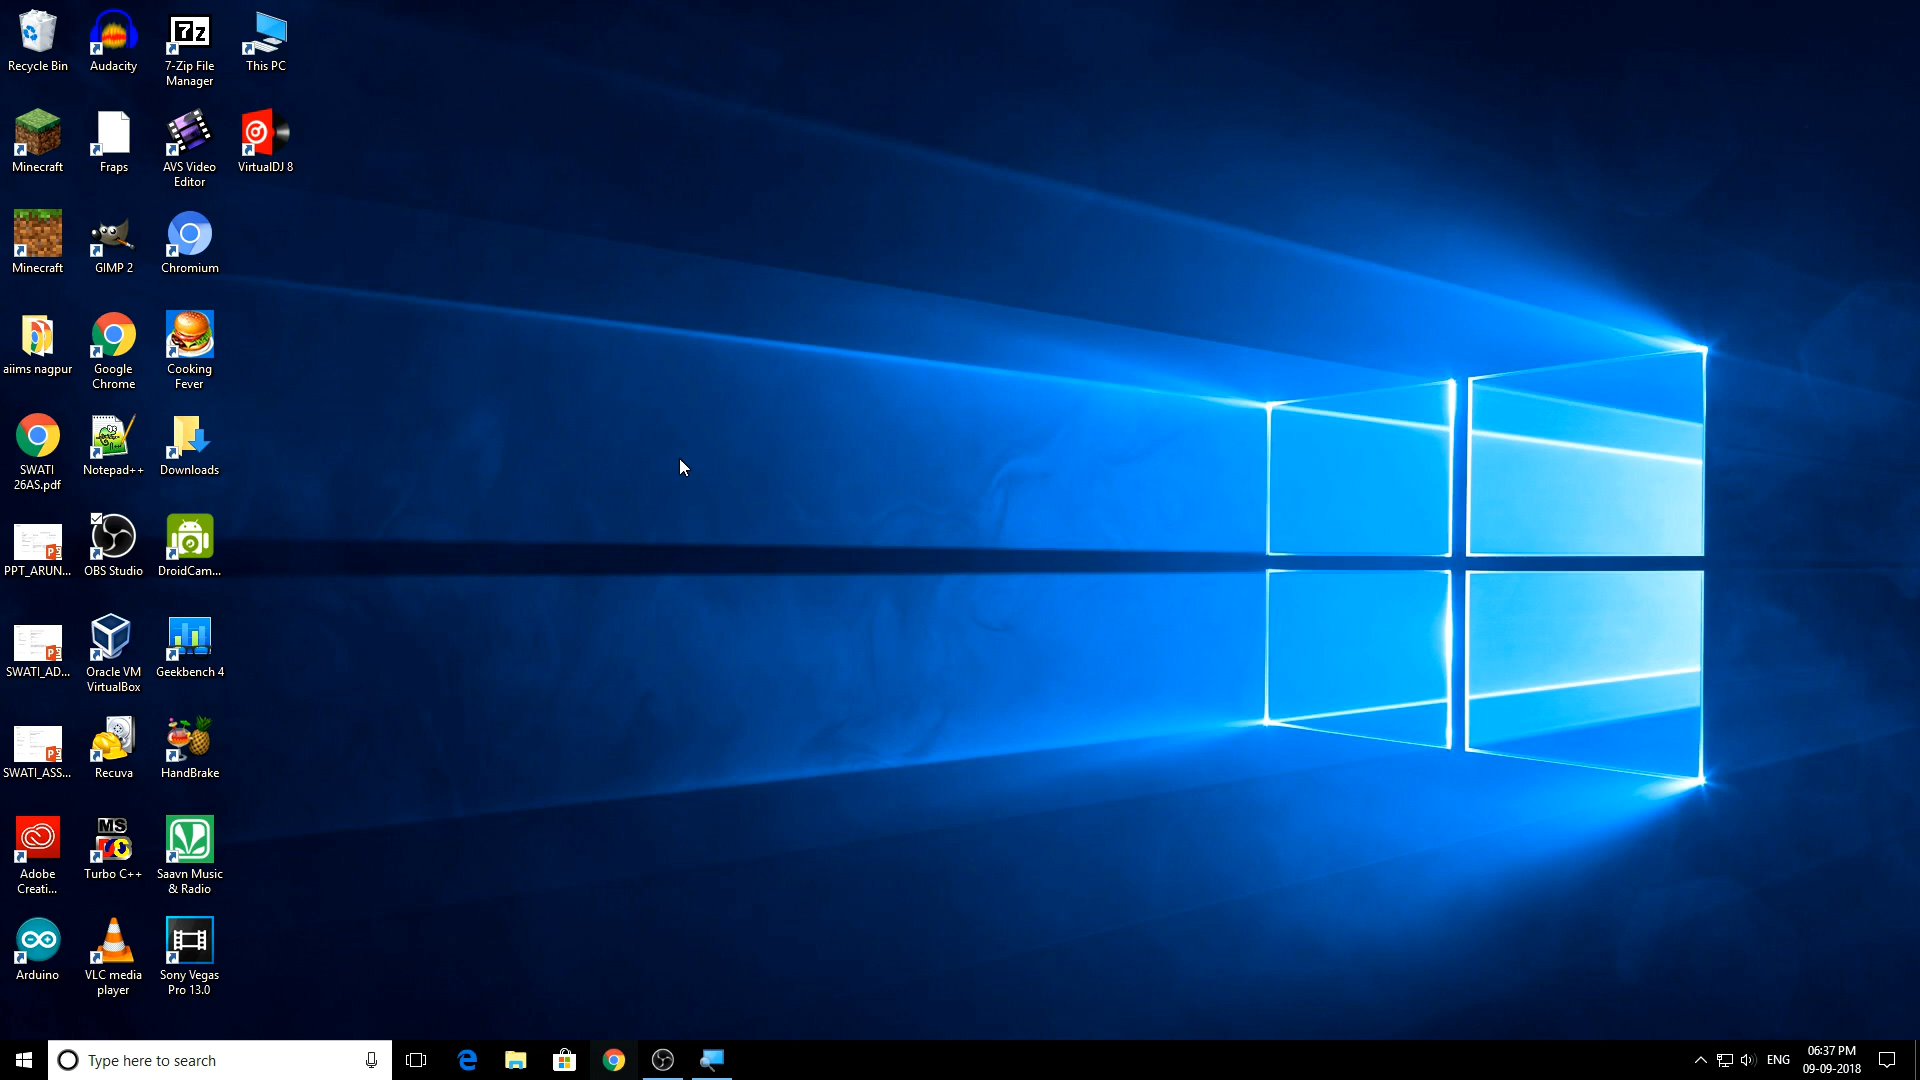 Recycle Bin
Audacity
7-Zip File
Manager
This PC
Minecraft
Fraps
AVS Video
Editor
VirtualDJ 8
Minecraft
GIMP 2
Chromium
aiims nagpur
Google
Chrome
Cooking
Fever
SWATI
26AS.pdf
Notepad++
Downloads
PPT_ARUN...
OBS Studio
DroidCam...
SWATI_AD...
Oracle VM
VirtualBox
Geekbench 4
SWATI_ASS...
Recuva
HandBrake
Adobe
Creati...
MS
Turbo C++
Saavn Music
& Radio
Arduino
VLC media
player
Sony Vegas
Pro 13.0
Type here to search
ENG
06:37 PM
09-09-2018